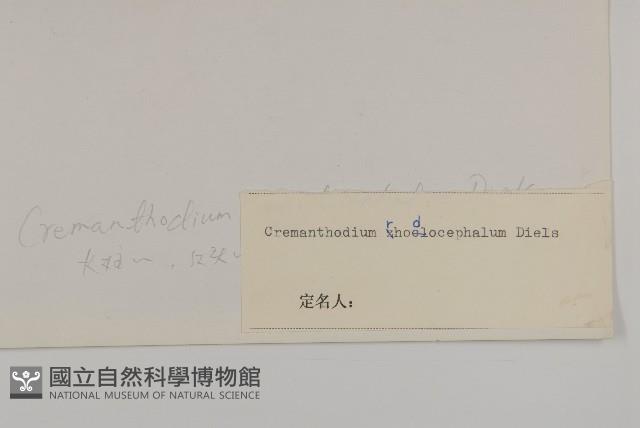 Cremanthodium
Cremanthodium rhodocephalum Diels
定名人:
國立自然科學博物館
NATIONAL MUSEUM OF NATURAL SCIENCE